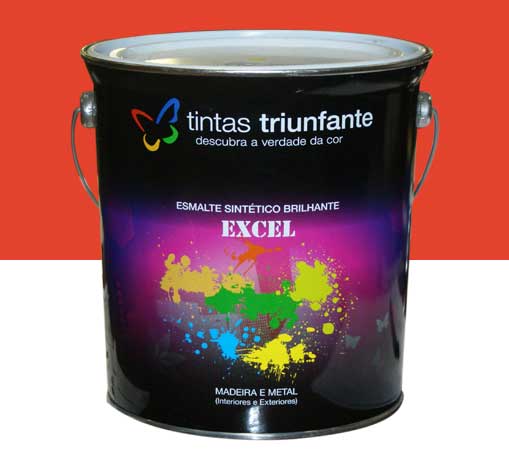 tintas triunfante
descubra a verdade da cor
ESMALTE SINTÉTICO BRILHANTE
EXCEL
MADEIRA E METAL
(Interiores e Exteriores)